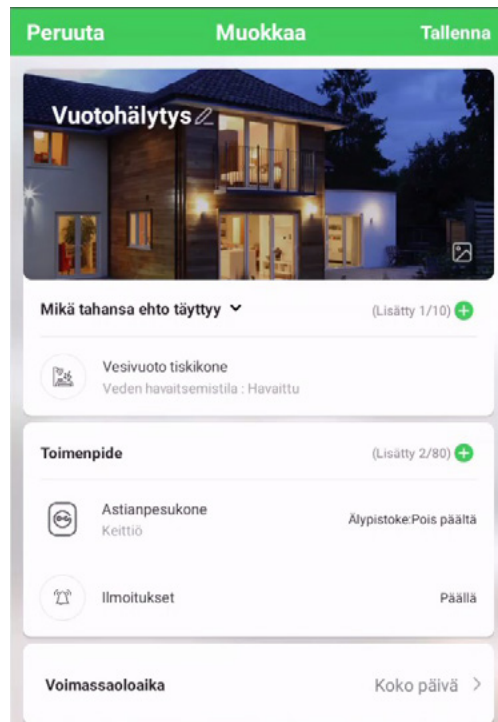 Peruuta Muokkaa Tallenna
Vuotohälytys
Mikä tahansa ehto täyttyy (Lisätty 1/10)
Vesivuoto tiskikone
Veden havaitsemistila : Havaittu
Toimenpide (Lisätty 2/80)
Astianpesukone
Keittiö
Älypistoke:Pois päältä
Ilmoitukset Päällä
Voimassaoloaika Koko päivä